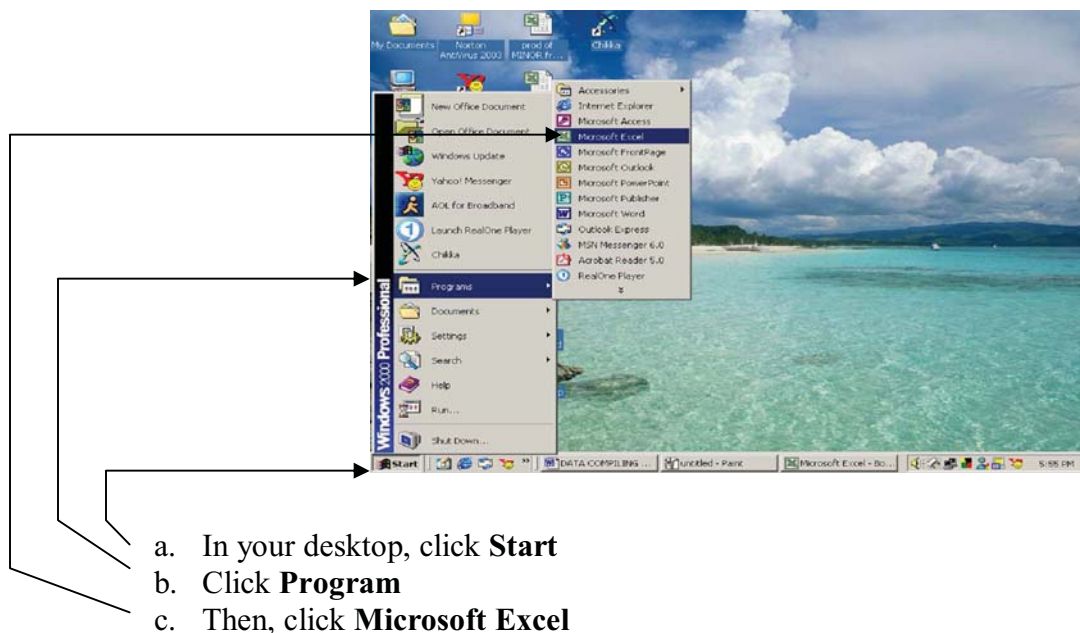 My Documents
Norton
AntiVirus 2003
prod of
MINOR fr...
Chikka
New Office Document
Open Office Document
Windows Update
Yahoo! Messenger
AOL for Broadband
Launch RealOne Player
Chikka
Programs
Documents
Settings
Search
Help
Run...
Shut Down...
Windows 2000 Professional
Accessories
Internet Explorer
Microsoft Access
Microsoft Excel
Microsoft FrontPage
Microsoft Outlook
Microsoft PowerPoint
Microsoft Publisher
Microsoft Word
Outlook Express
MSN Messenger 6.0
Acrobat Reader 5.0
RealOne Player
Start
DATA COMPILING ...
untitled - Paint
Microsoft Excel - Bo...
5:55 PM
a. In your desktop, click Start
b. Click Program
c. Then, click Microsoft Excel